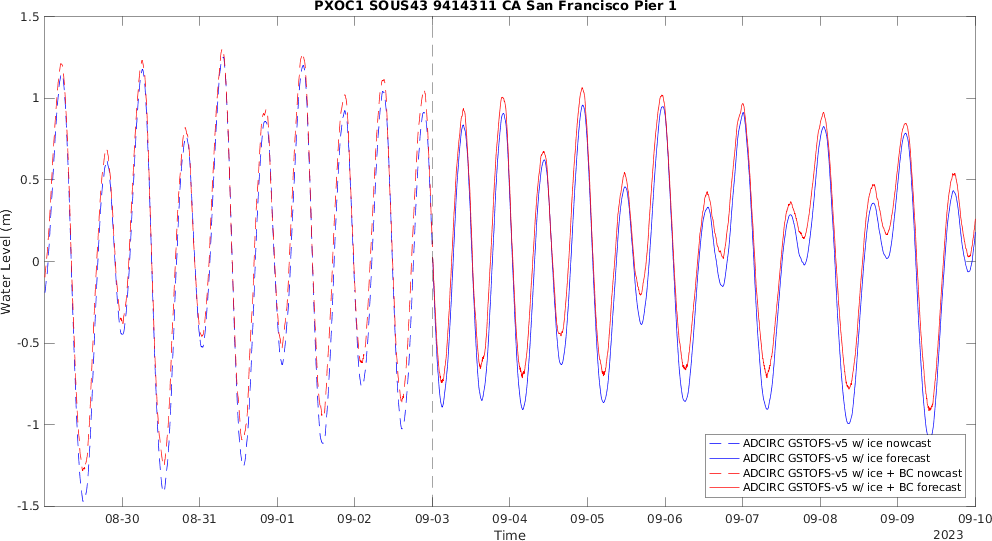 PXOC1 SOUS43 9414311 CA San Francisco Pier 1
1.5
1
0.5
0
-0.5
-1
-1.5
Water Level (m)
08-30 08-31 09-01 09-02 09-03 09-04 09-05 09-06 09-07 09-08 09-09 09-10
Time
2023
ADCIRC GSTOFS-v5 w/ ice nowcast
ADCIRC GSTOFS-v5 w/ ice forecast
ADCIRC GSTOFS-v5 w/ ice + BC nowcast
ADCIRC GSTOFS-v5 w/ ice + BC forecast